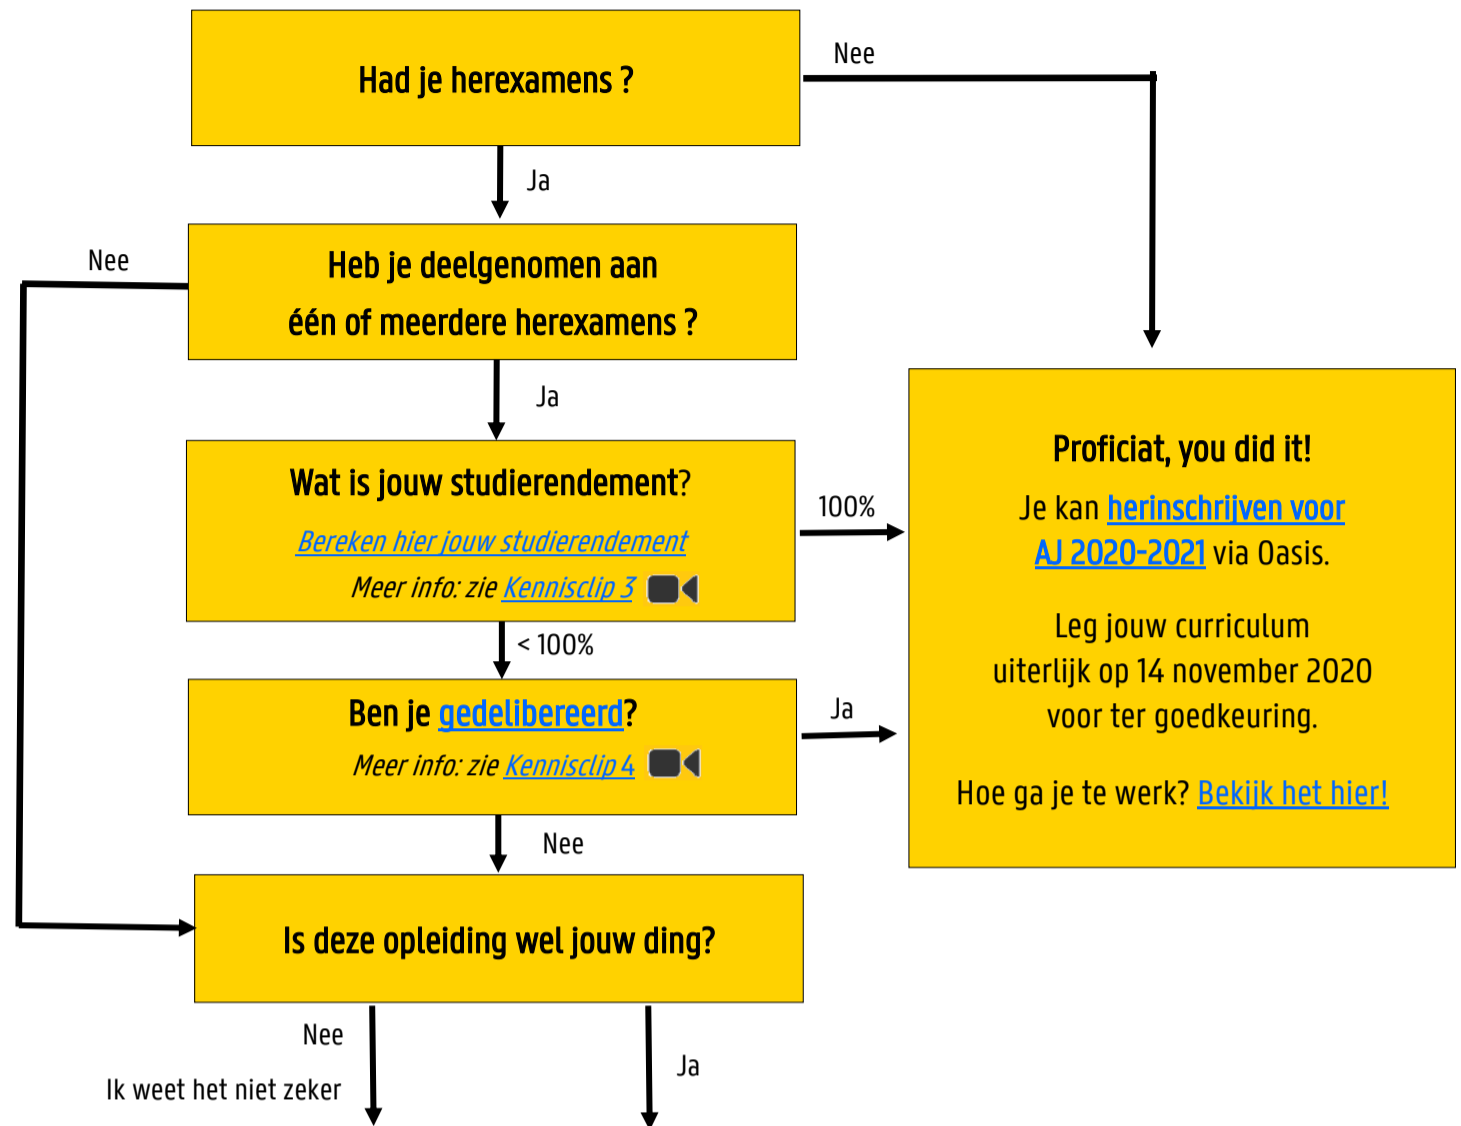 Had je herexamens ?
Nee
Ja
Nee
Heb je deelgenomen aan
één of meerdere herexamens ?
Ja
Wat is jouw studierendement?
Bereken hier jouw studierendement
Meer info: zie Kennisclip 3
100%
< 100%
Proficiat, you did it!
Je kan herinschrijven voor
AJ 2020-2021 via Oasis.
Leg jouw curriculum
uiterlijk op 14 november 2020
voor ter goedkeuring.
Hoe ga je te werk? Bekijk het hier!
Ben je gedelibereerd?
Meer info: zie Kennisclip 4
Ja
Nee
Is deze opleiding wel jouw ding?
Nee
Ik weet het niet zeker
Ja